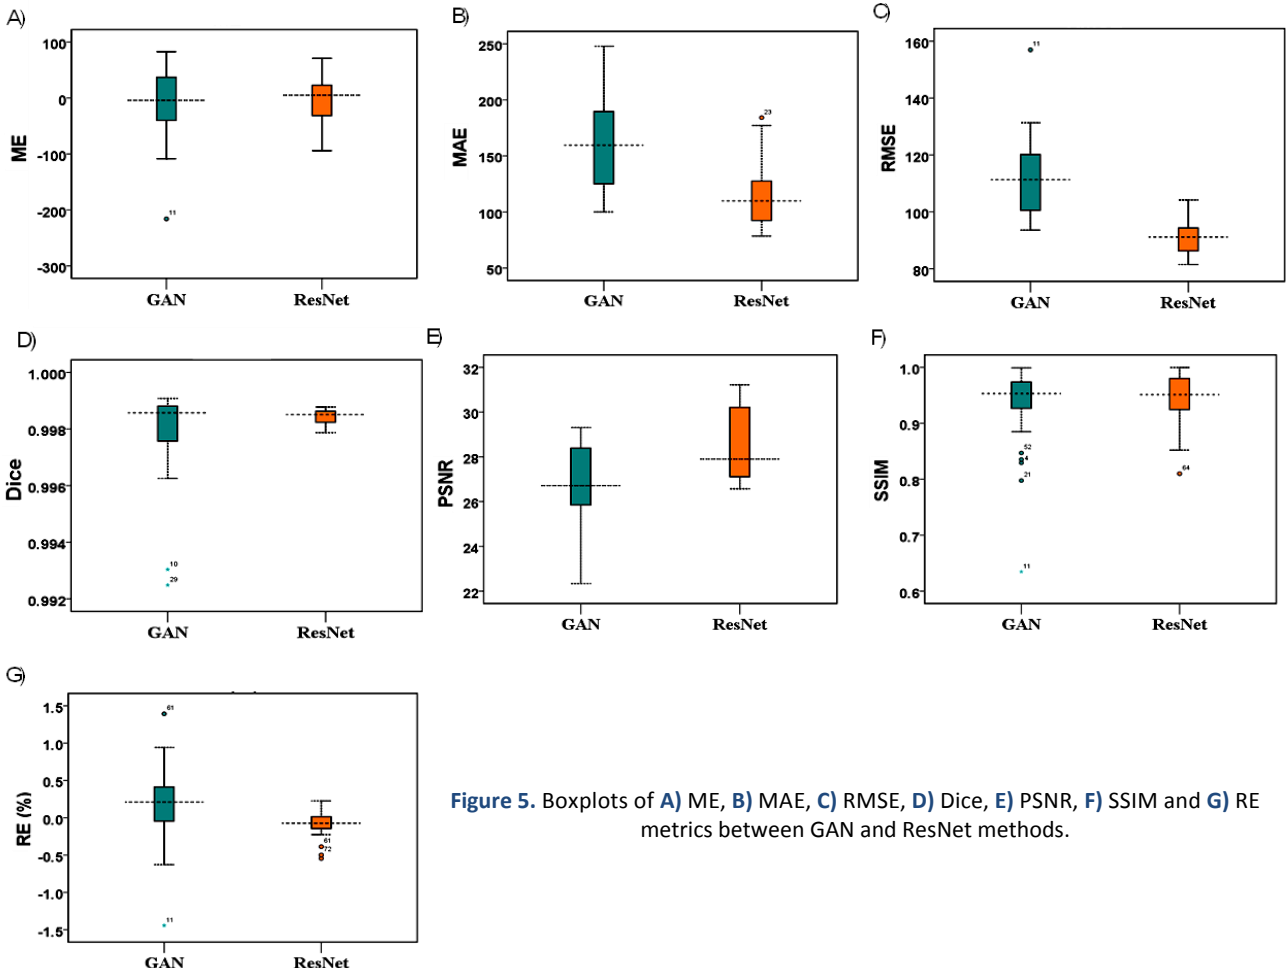 A)
100
0
-100
-200
-300
ME
11
GAN
ResNet
B)
250
200
150
100
50
MAE
23
GAN
ResNet
C)
160
140
120
100
80
RMSE
11
GAN
ResNet
D)
1.000
0.998
0.996
0.994
0.992
Dice
10
29
GAN
ResNet
E)
32
30
28
26
24
22
PSNR
GAN
ResNet
F)
1.0
0.9
0.8
0.7
0.6
SSIM
52
4
21
11
64
GAN
ResNet
G)
1.5
1.0
0.5
0.0
-0.5
-1.0
-1.5
RE (%)
61
11
61
72
GAN
ResNet
Figure 5. Boxplots of A) ME, B) MAE, C) RMSE, D) Dice, E) PSNR, F) SSIM and G) RE
metrics between GAN and ResNet methods.